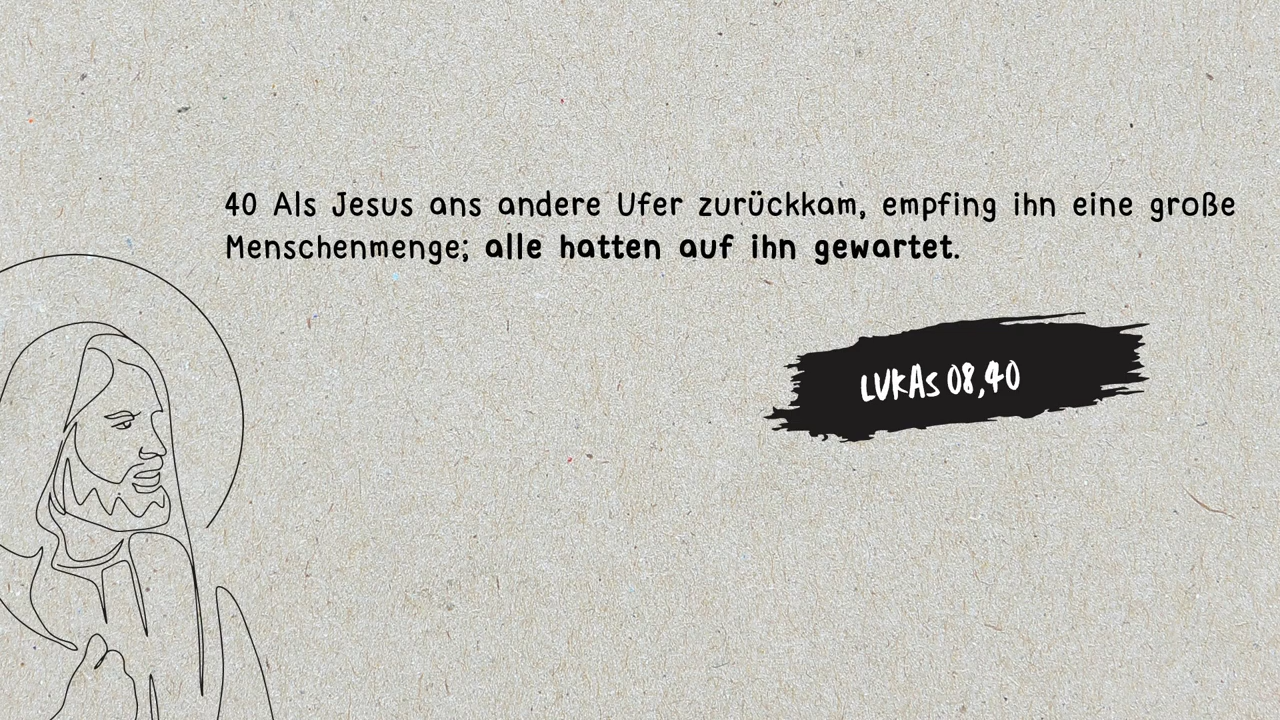 40 Als Jesus ans andere Ufer zurückkam, empfing ihn eine große
Menschenmenge; alle hatten auf ihn gewartet.
LUKAS 08,40